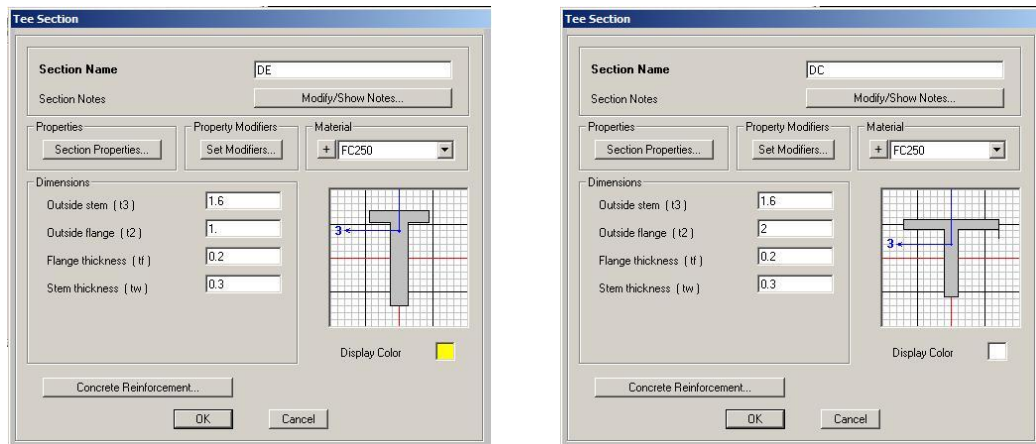 Tee Section
Section Name DE
Section Notes Modify/Show Notes...
Properties Property Modifiers Material
Section Properties... Set Modifiers... + FC250
Dimensions
Outside stem ( t3 ) 1.6
Outside flange ( t2 ) 1.
Flange thickness ( tf ) 0.2
Stem thickness ( tw ) 0.3
3
Display Color
Concrete Reinforcement...
OK Cancel
Tee Section
Section Name DC
Section Notes Modify/Show Notes...
Properties Property Modifiers Material
Section Properties... Set Modifiers... + FC250
Dimensions
Outside stem ( t3 ) 1.6
Outside flange ( t2 ) 2
Flange thickness ( tf ) 0.2
Stem thickness ( tw ) 0.3
3
Display Color
Concrete Reinforcement...
OK Cancel